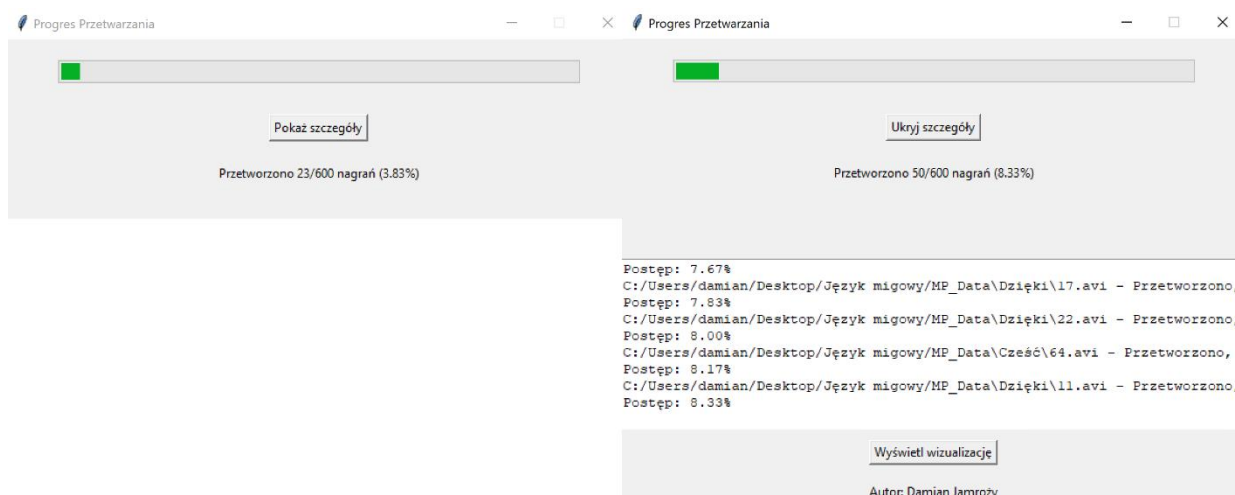 Progres Przetwarzania
Pokaż szczegóły
Przetworzono 23/600 nagrań (3.83%)
Progres Przetwarzania
Ukryj szczegóły
Przetworzono 50/600 nagrań (8.33%)
Postęp: 7.67%
C:/Users/damian/Desktop/Język migowy/MP_Data\Dzięki\17.avi - Przetworzono,
Postęp: 7.83%
C:/Users/damian/Desktop/Język migowy/MP_Data\Dzięki\22.avi - Przetworzono,
Postęp: 8.00%
C:/Users/damian/Desktop/Język migowy/MP_Data\Cześć\64.avi - Przetworzono,
Postęp: 8.17%
C:/Users/damian/Desktop/Język migowy/MP_Data\Dzięki\11.avi - Przetworzono,
Postęp: 8.33%
Wyświetl wizualizację
Autor: Damian Jamroży